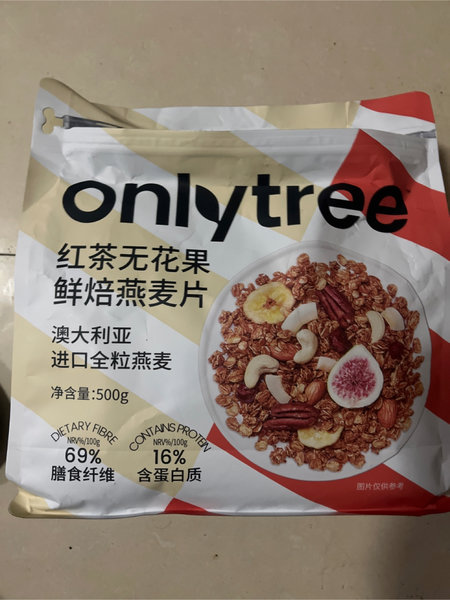 onlytree
红茶无花果
鲜焙燕麦片
澳大利亚
进口全粒燕麦
净含量:500g
DIETARY FIBRE
NRV%/100g
69%
膳食纤维
CONTAINS PROTEIN
NRV%/100g
16%
含蛋白质
图片仅供参考